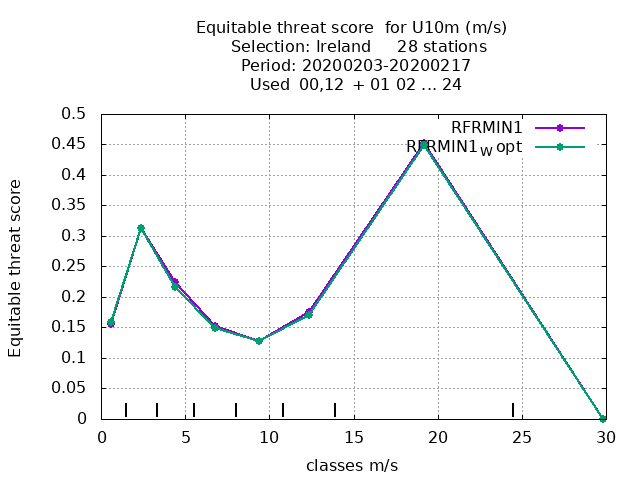 Equitable threat score for U10m (m/s)
Selection: Ireland 28 stations
Period: 20200203-20200217
Used 00,12 + 01 02 ... 24
RFRMIN1
RFRMIN1W opt
Equitable threat score
0.5
0.45
0.4
0.35
0.3
0.25
0.2
0.15
0.1
0.05
0
0 5 10 15 20 25 30
classes m/s